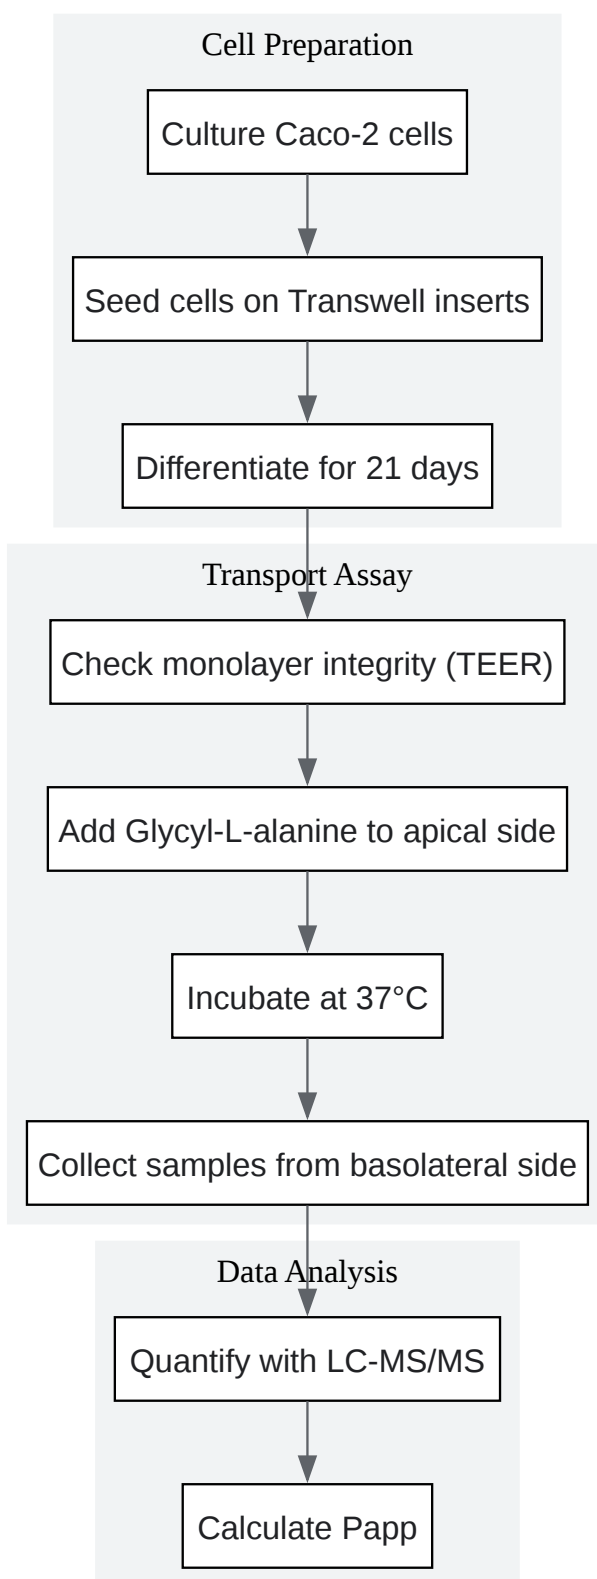 Cell Preparation
Culture Caco-2 cells
Seed cells on Transwell inserts
Differentiate for 21 days
Transport Assay
Check monolayer integrity (TEER)
Add Glycyl-L-alanine to apical side
Incubate at 37°C
Collect samples from basolateral side
Data Analysis
Quantify with LC-MS/MS
Calculate Papp